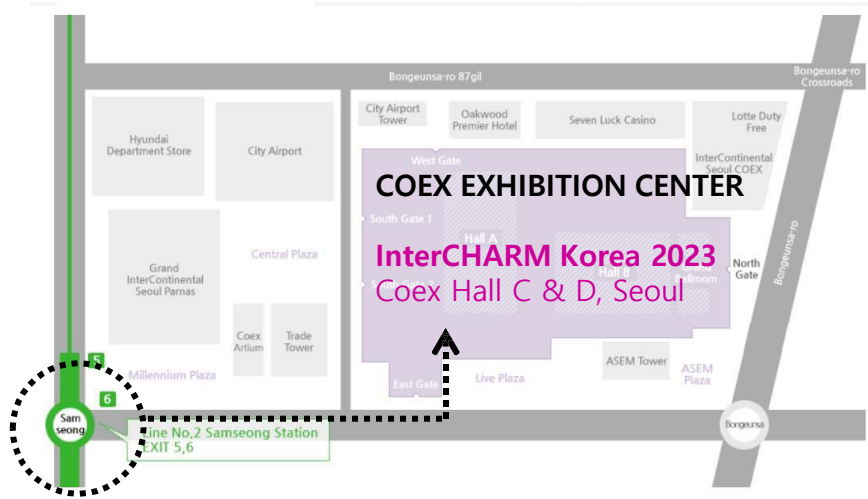 Bongeunsa-ro 87gil
Bongeunsa-ro
Crossroads
Hyundai
Department Store
City Airport
City Airport
Tower
Oakwood
Premier Hotel
Seven Luck Casino
Lotte Duty
Free
InterContinental
Seoul COEX
West Gate
COEX EXHIBITION CENTER
South Gate 1
Hall A
InterCHARM Korea 2023
Coex Hall C & D, Seoul
Hall B
Grand
Ballroom
North
Gate
Bongeunsa-ro
Central Plaza
Grand
InterContinental
Seoul Parnas
Coex
Artium
Trade
Tower
Millennium Plaza
East Gate
Live Plaza
ASEM Tower
ASEM
Plaza
5
6
Sam
seong
Line No,2 Samseong Station
EXIT 5,6
Bongeunsa